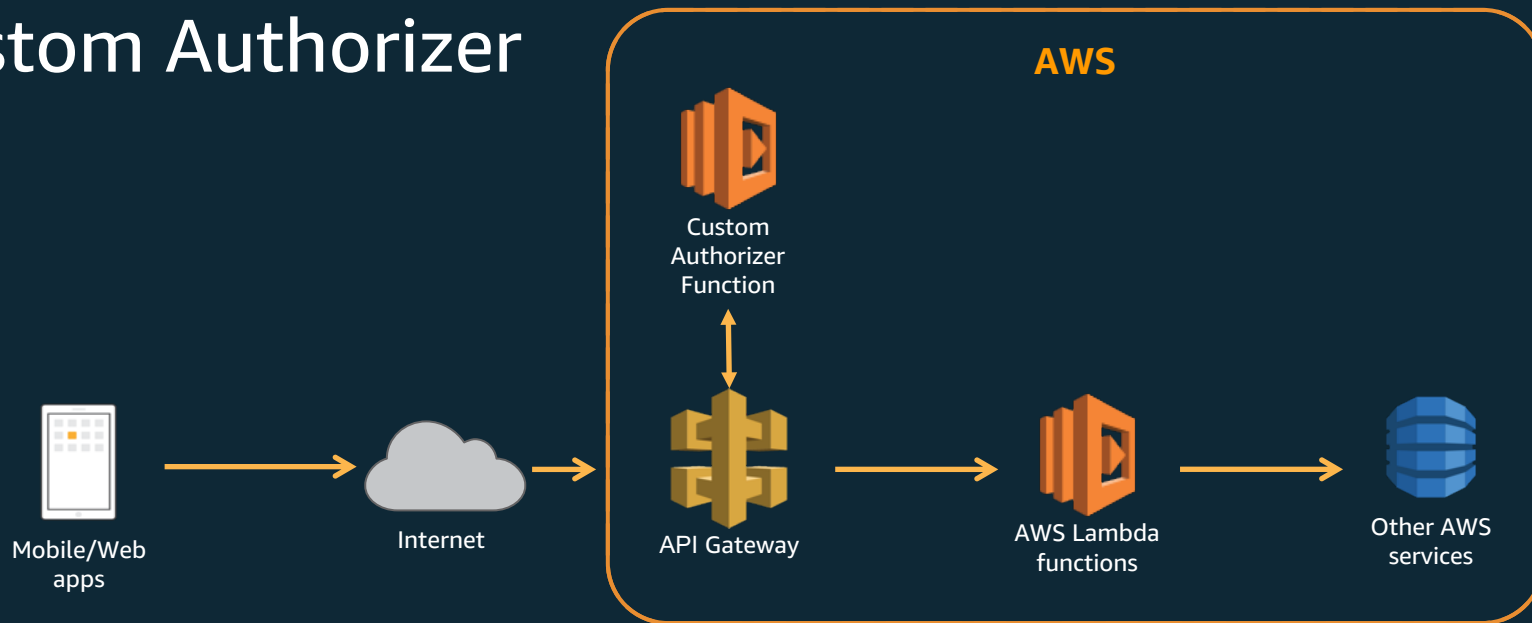 stom Authorizer
AWS
Custom
Authorizer
Function
Mobile/Web
apps
Internet
API Gateway
AWS Lambda
functions
Other AWS
services